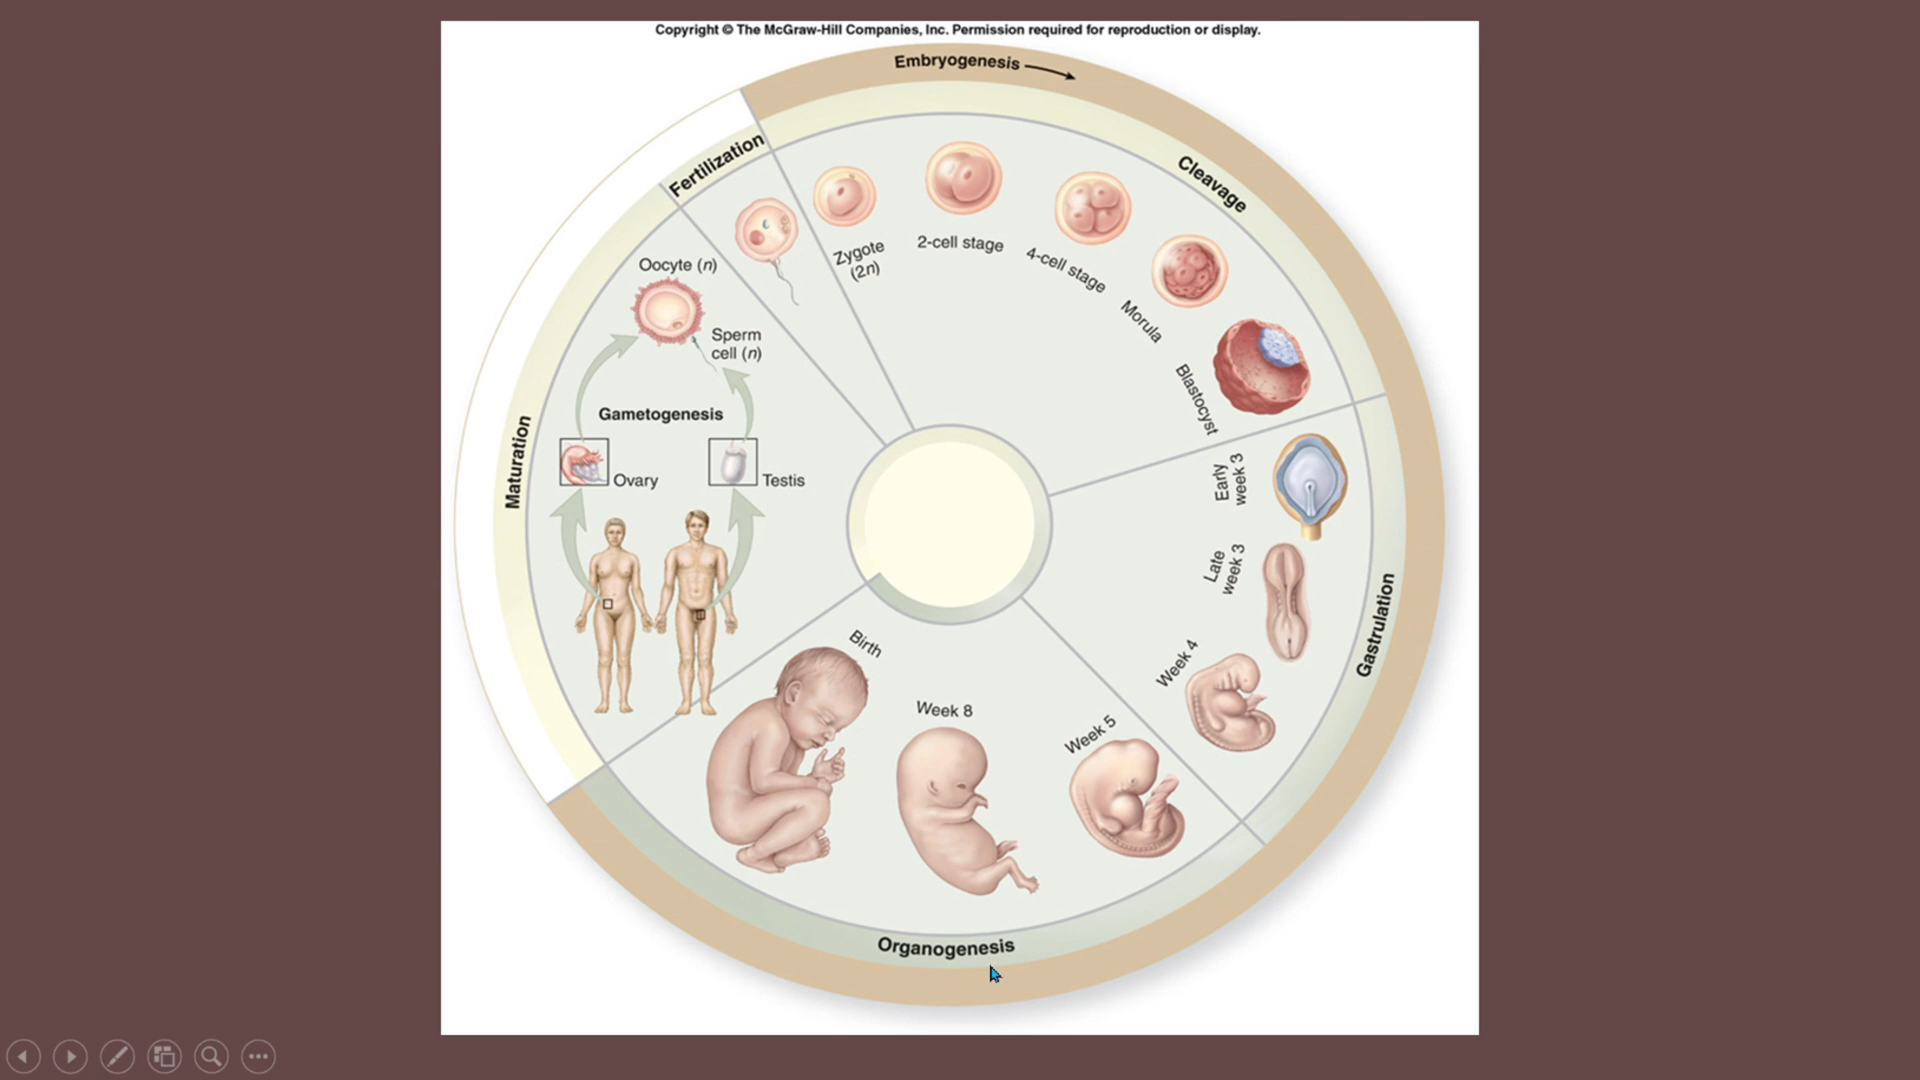 Copyright © The McGraw-Hill Companies, Inc. Permission required for reproduction or display.
Embryogenesis
Fertilization
Cleavage
Zygote
(2n)
2-cell stage
4-cell stage
Morula
Blastocyst
Oocyte (n)
Sperm
cell (n)
Gametogenesis
Maturation
Ovary
Testis
Early
week 3
Late
week 3
Gastrulation
Week 4
Week 5
Week 8
Birth
Organogenesis